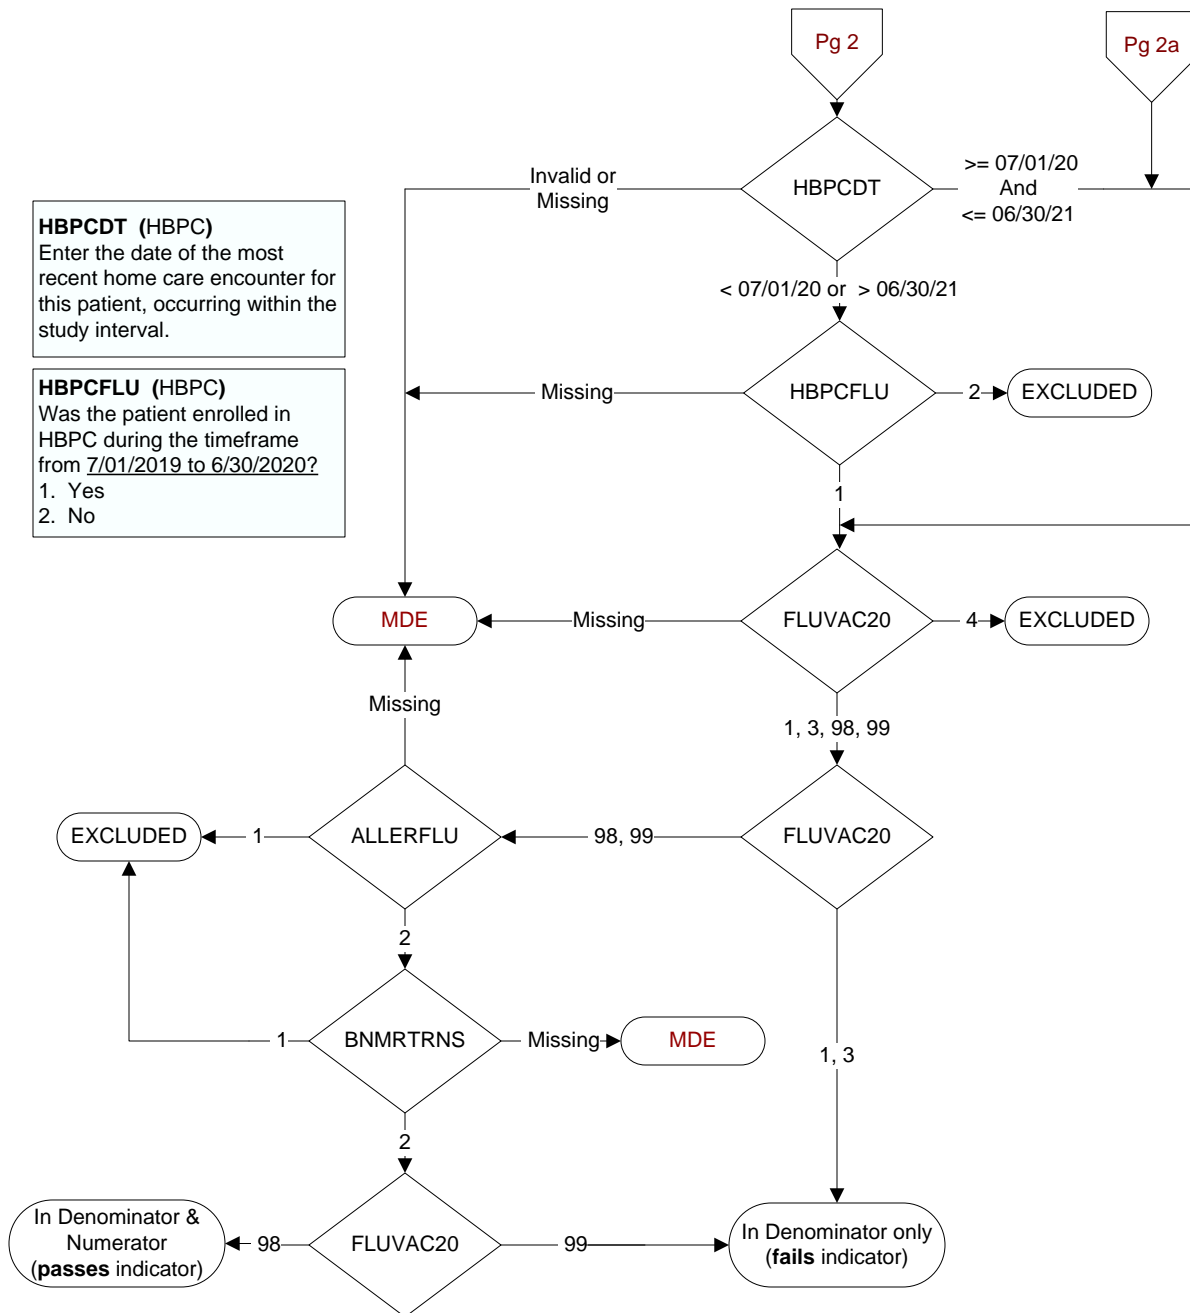 Pg 2
Pg 2a
HBPCDT
Invalid or
Missing
>= 07/01/20
And
<= 06/30/21
HBPCDT (HBPC)
Enter the date of the most
recent home care encounter for
this patient, occurring within the
study interval.
< 07/01/20 or > 06/30/21
HBPCFLU (HBPC)
Was the patient enrolled in
HBPC during the timeframe
from 7/01/2019 to 6/30/2020?
1. Yes
2. No
Missing
HBPCFLU
2
EXCLUDED
1
MDE
Missing
FLUVAC20
4
EXCLUDED
Missing
1, 3, 98, 99
EXCLUDED
1
ALLERFLU
98, 99
FLUVAC20
2
1
BNMRTRNS
Missing
MDE
1, 3
2
In Denominator &
Numerator
(passes indicator)
98
FLUVAC20
99
In Denominator only
(fails indicator)